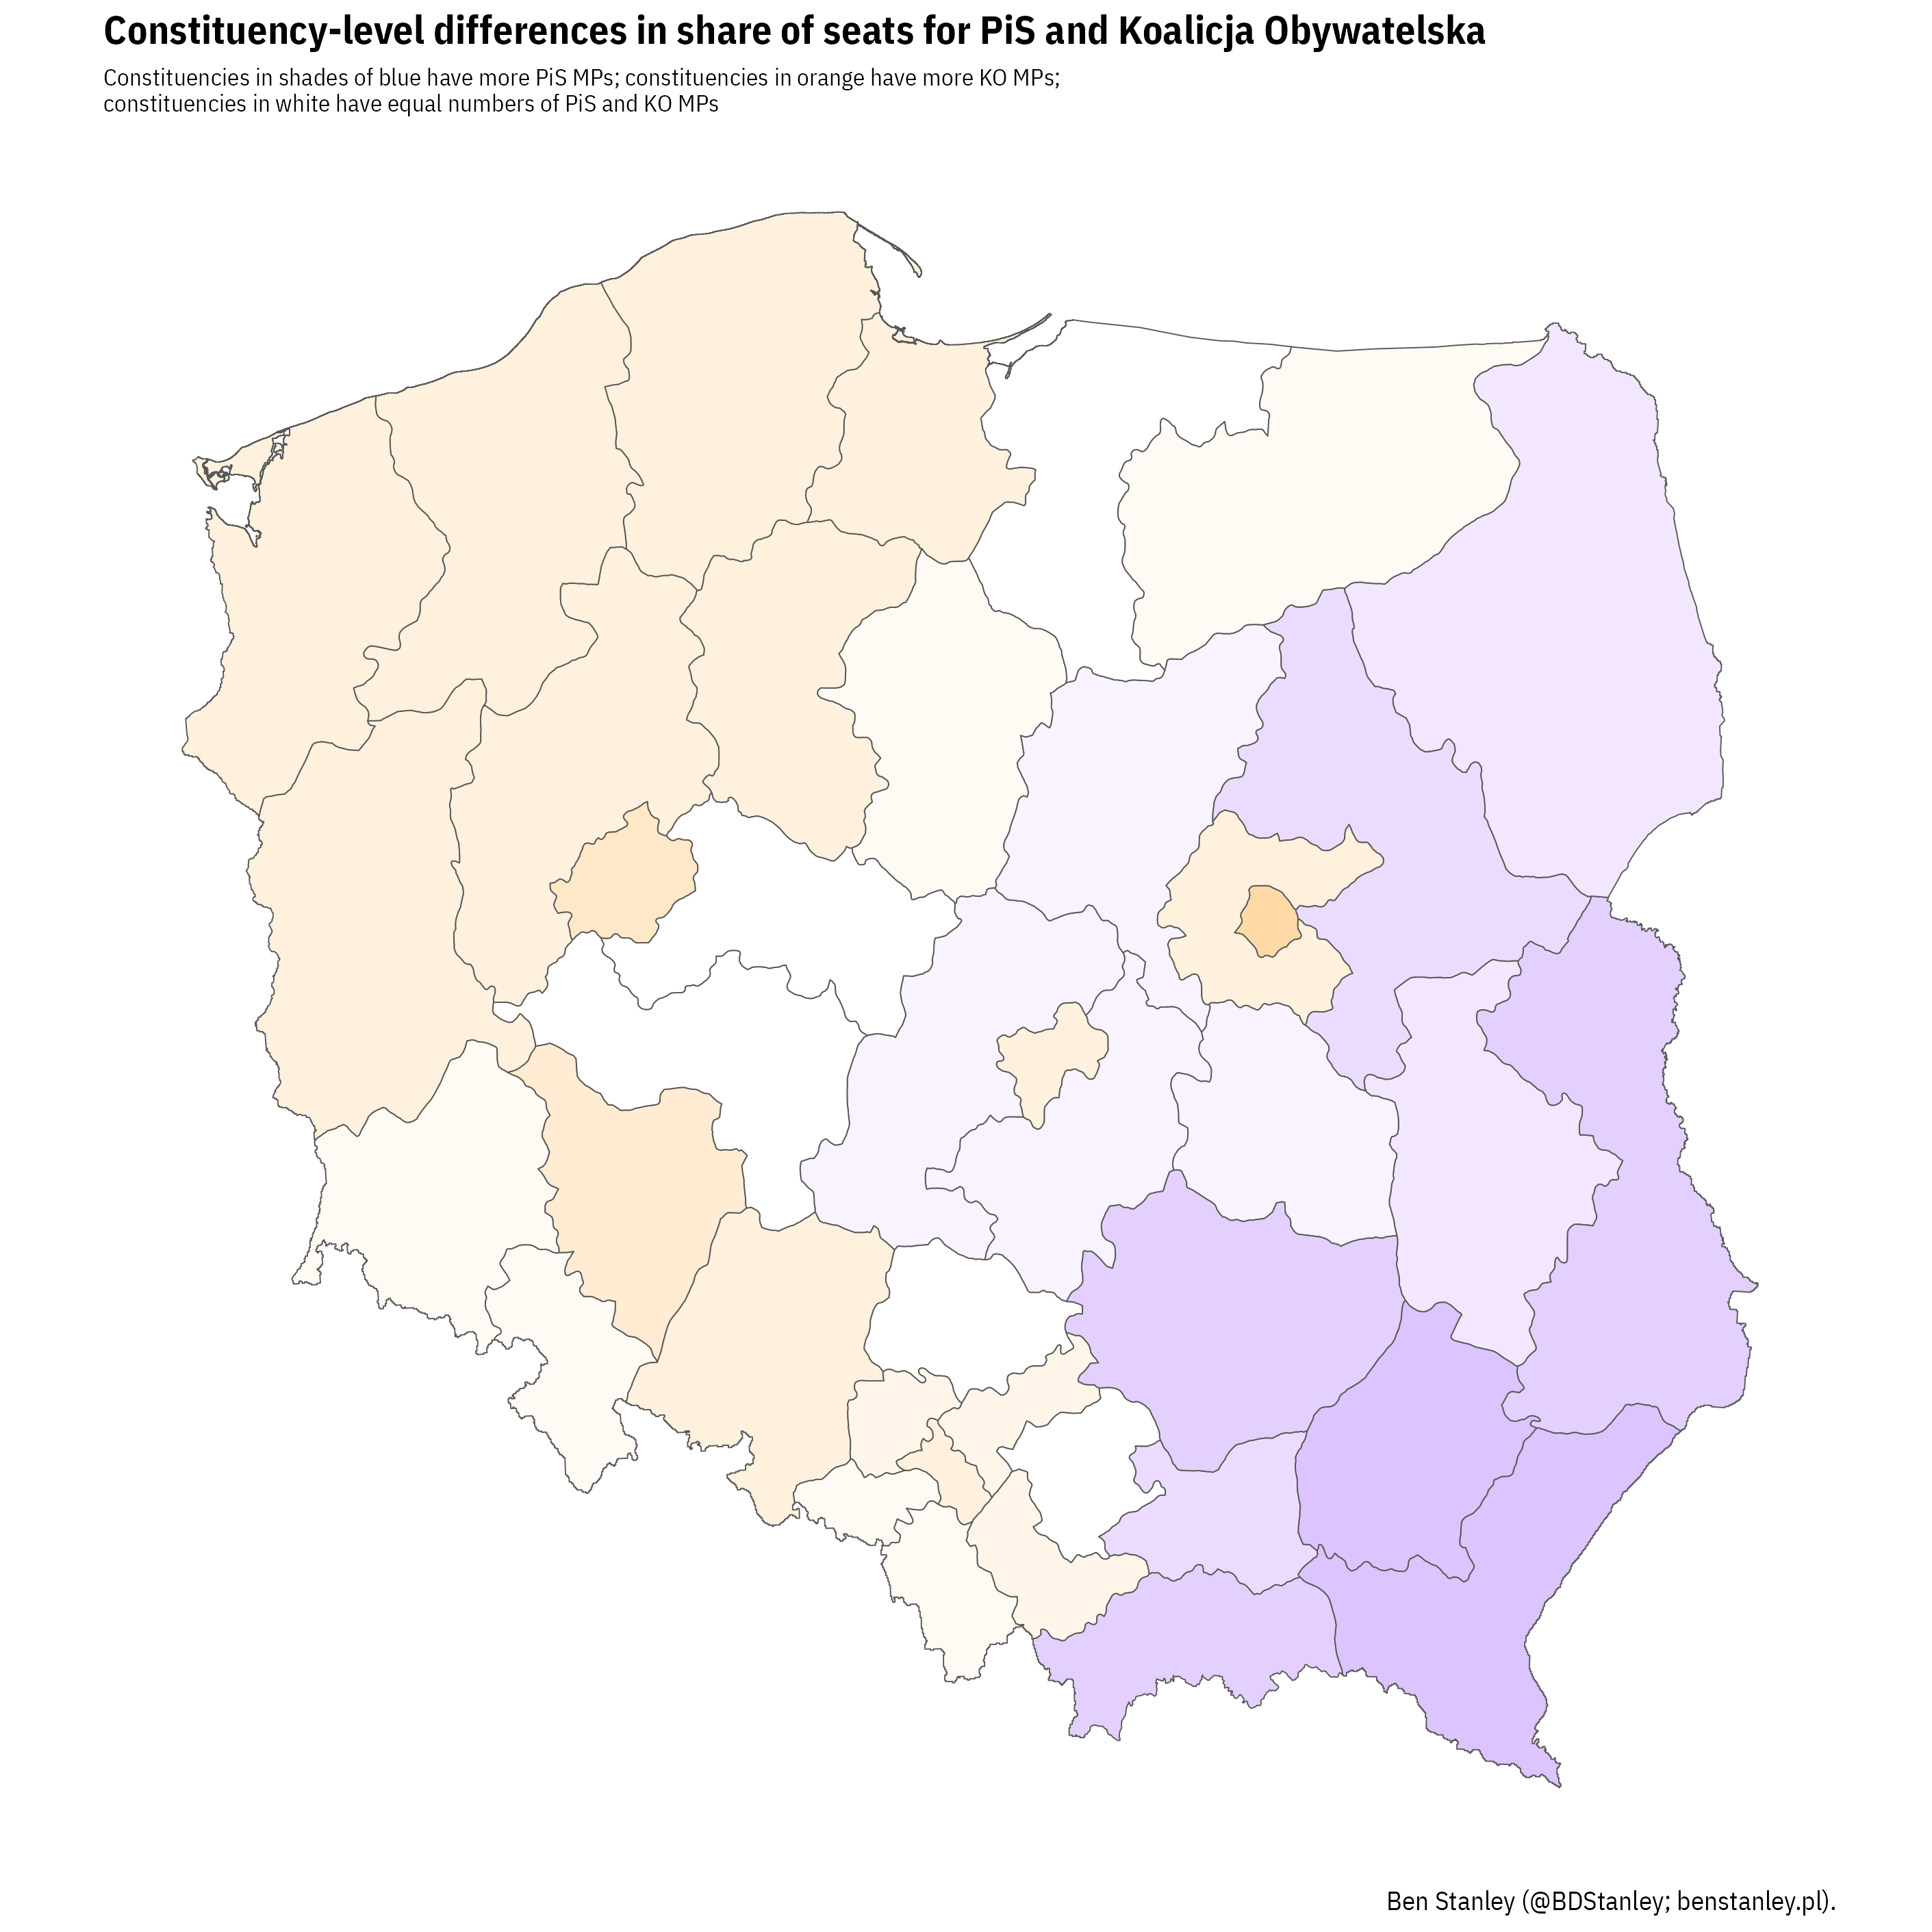 Constituency-level differences in share of seats for PiS and Koalicja Obywatelska
Constituencies in shades of blue have more PiS MPs; constituencies in orange have more KO MPs;
constituencies in white have equal numbers of PiS and KO MPs
Ben Stanley (@BDStanley; benstanley.pl).